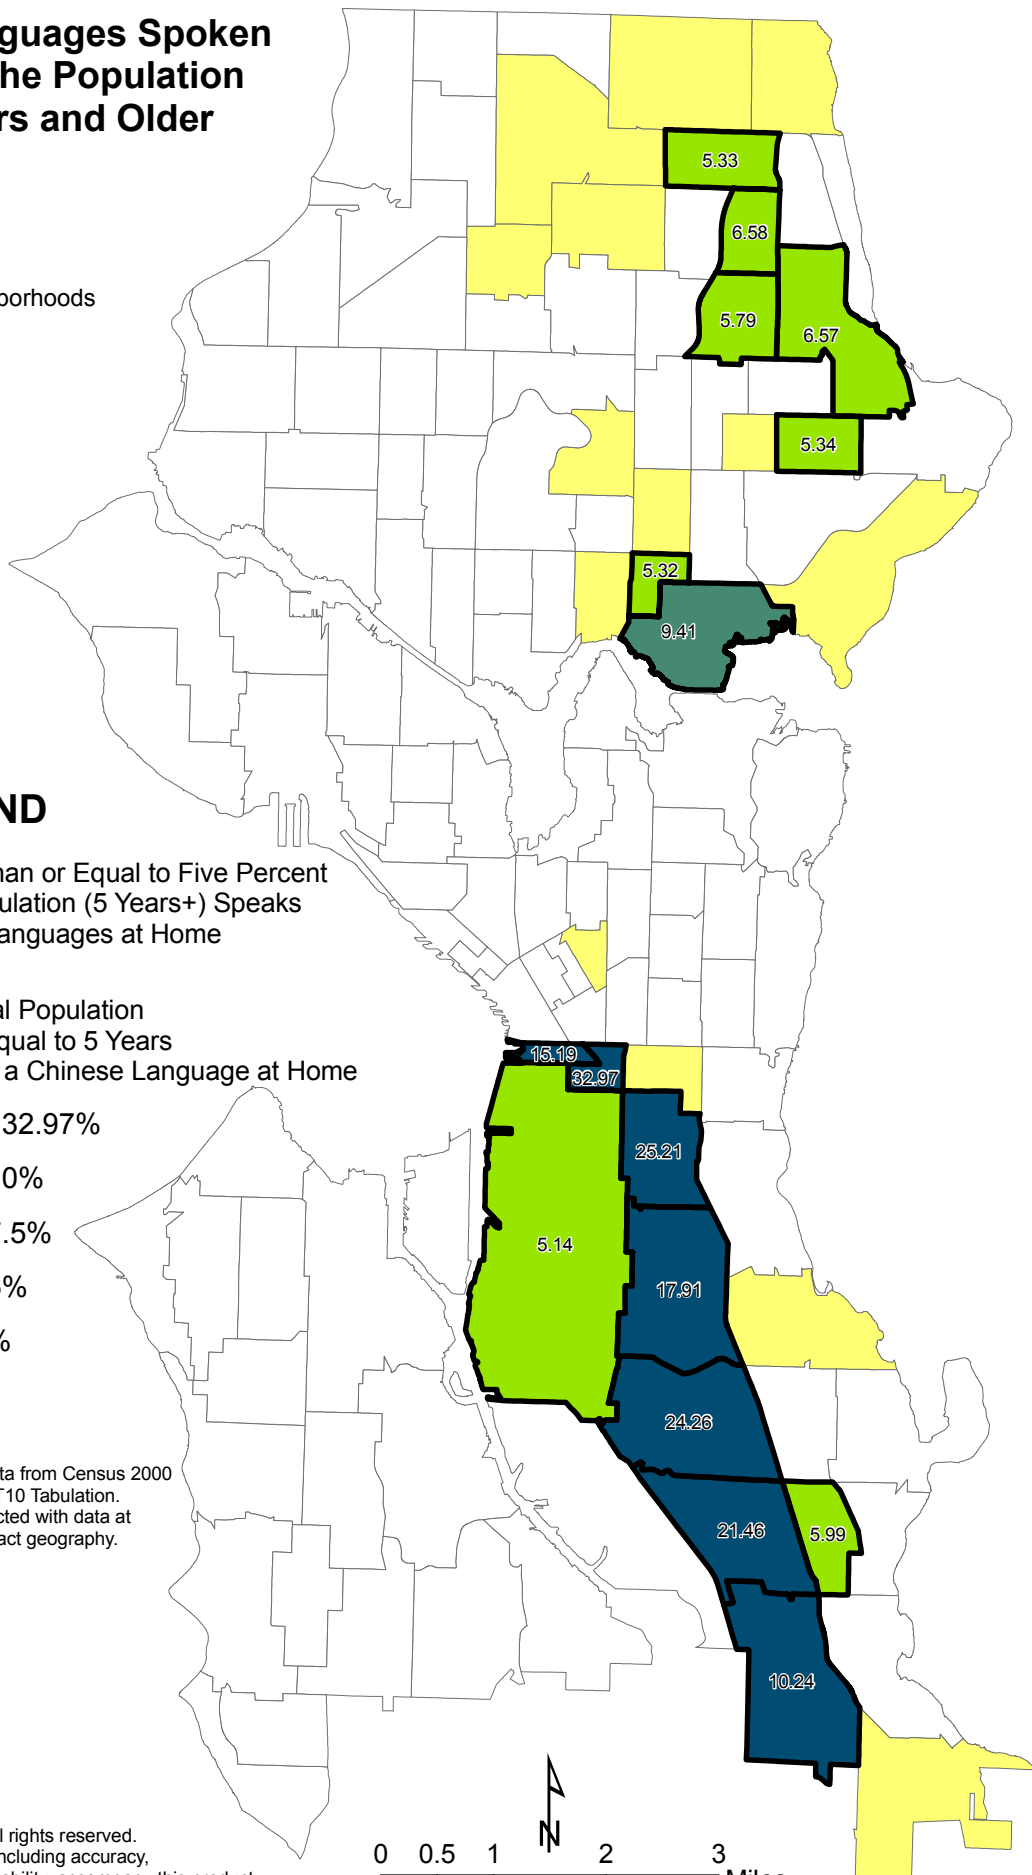 guages Spoken
he Population
rs and Older
orhoods
5.33
6.58
5.79
6.57
5.34
5.32
9.41
ND
nan or Equal to Five Percent
ulation (5 Years+) Speaks
anguages at Home
al Population
qual to 5 Years
a Chinese Language at Home
32.97%
0%
.5%
%
%
15.19
32.97
25.21
5.14
17.91
24.26
21.46
5.99
10.24
ta from Census 2000
T10 Tabulation.
cted with data at
act geography.
l rights reserved.
ncluding accuracy,
N
0 0.5 1 2 3
Miles